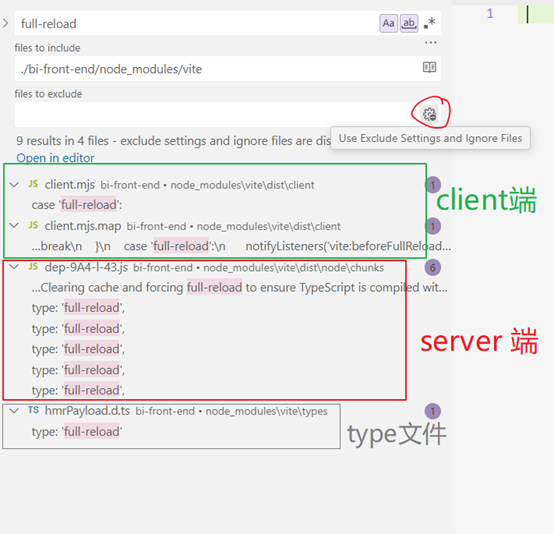 full-reload
Aa ab .*
files to include
...
./bi-front-end/node_modules/vite
files to exclude
9 results in 4 files - exclude settings and ignore files are dis
Use Exclude Settings and Ignore Files
Open in editor
JS client.mjs bi-front-end • node_modules\vite\dist\client 1
case 'full-reload':
JS client.mjs.map bi-front-end • node_modules\vite\dist\client 1
...break\n }\n case 'full-reload':\n notifyListeners('vite:beforeFullReload...
client端
JS dep-9A4-l-43.js bi-front-end • node_modules\vite\dist\node\chunks 6
...Clearing cache and forcing full-reload to ensure TypeScript is compiled wit...
type: 'full-reload',
type: 'full-reload',
type: 'full-reload',
type: 'full-reload',
type: 'full-reload',
server 端
TS hmrPayload.d.ts bi-front-end • node_modules\vite\types 1
type: 'full-reload'
type文件
1